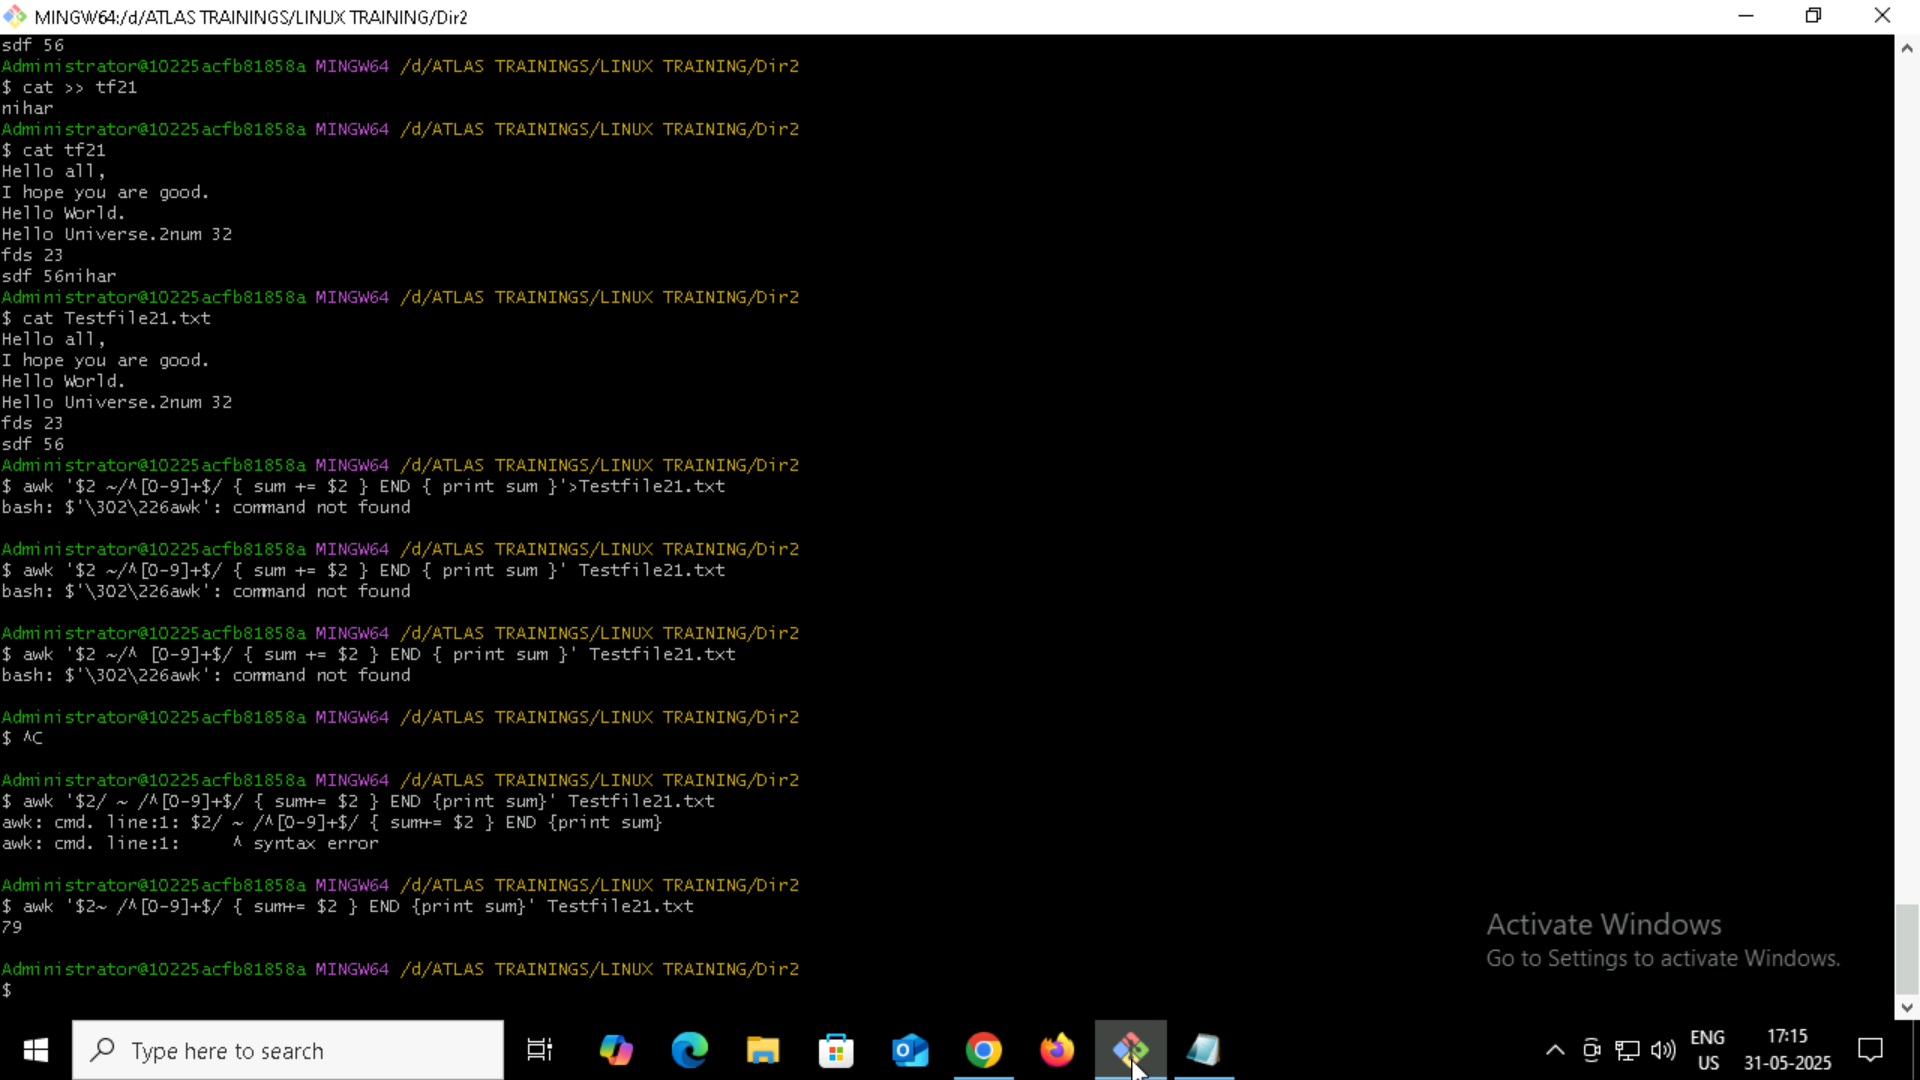 MINGW64:/d/ATLAS TRAININGS/LINUX TRAINING/Dir2
sdf 56
Administrator@10225acfb81858a MINGW64 /d/ATLAS TRAININGS/LINUX TRAINING/Dir2
$ cat >> tf21
nihar
Administrator@10225acfb81858a MINGW64 /d/ATLAS TRAININGS/LINUX TRAINING/Dir2
$ cat tf21
Hello all,
I hope you are good.
Hello World.
Hello Universe.2num 32
fds 23
sdf 56nihar
Administrator@10225acfb81858a MINGW64 /d/ATLAS TRAININGS/LINUX TRAINING/Dir2
$ cat Testfile21.txt
Hello all,
I hope you are good.
Hello World.
Hello Universe.2num 32
fds 23
sdf 56
Administrator@10225acfb81858a MINGW64 /d/ATLAS TRAININGS/LINUX TRAINING/Dir2
$ awk '$2 ~/^[0-9]+$/ { sum += $2 } END { print sum }'>Testfile21.txt
bash: $'\302\226awk': command not found
Administrator@10225acfb81858a MINGW64 /d/ATLAS TRAININGS/LINUX TRAINING/Dir2
$ awk '$2 ~/^[0-9]+$/ { sum += $2 } END { print sum }' Testfile21.txt
bash: $'\302\226awk': command not found
Administrator@10225acfb81858a MINGW64 /d/ATLAS TRAININGS/LINUX TRAINING/Dir2
$ awk '$2 ~/^ [0-9]+$/ { sum += $2 } END { print sum }' Testfile21.txt
bash: $'\302\226awk': command not found
Administrator@10225acfb81858a MINGW64 /d/ATLAS TRAININGS/LINUX TRAINING/Dir2
$ ^C
Administrator@10225acfb81858a MINGW64 /d/ATLAS TRAININGS/LINUX TRAINING/Dir2
$ awk '$2/ ~ /^[0-9]+$/ { sum+= $2 } END {print sum}' Testfile21.txt
awk: cmd. line:1: $2/ ~ /^[0-9]+$/ { sum+= $2 } END {print sum}
awk: cmd. line:1:     ^ syntax error
Administrator@10225acfb81858a MINGW64 /d/ATLAS TRAININGS/LINUX TRAINING/Dir2
$ awk '$2~ /^[0-9]+$/ { sum+= $2 } END {print sum}' Testfile21.txt
79
Administrator@10225acfb81858a MINGW64 /d/ATLAS TRAININGS/LINUX TRAINING/Dir2
$
Activate Windows
Go to Settings to activate Windows.
Type here to search
ENG
US
17:15
31-05-2025